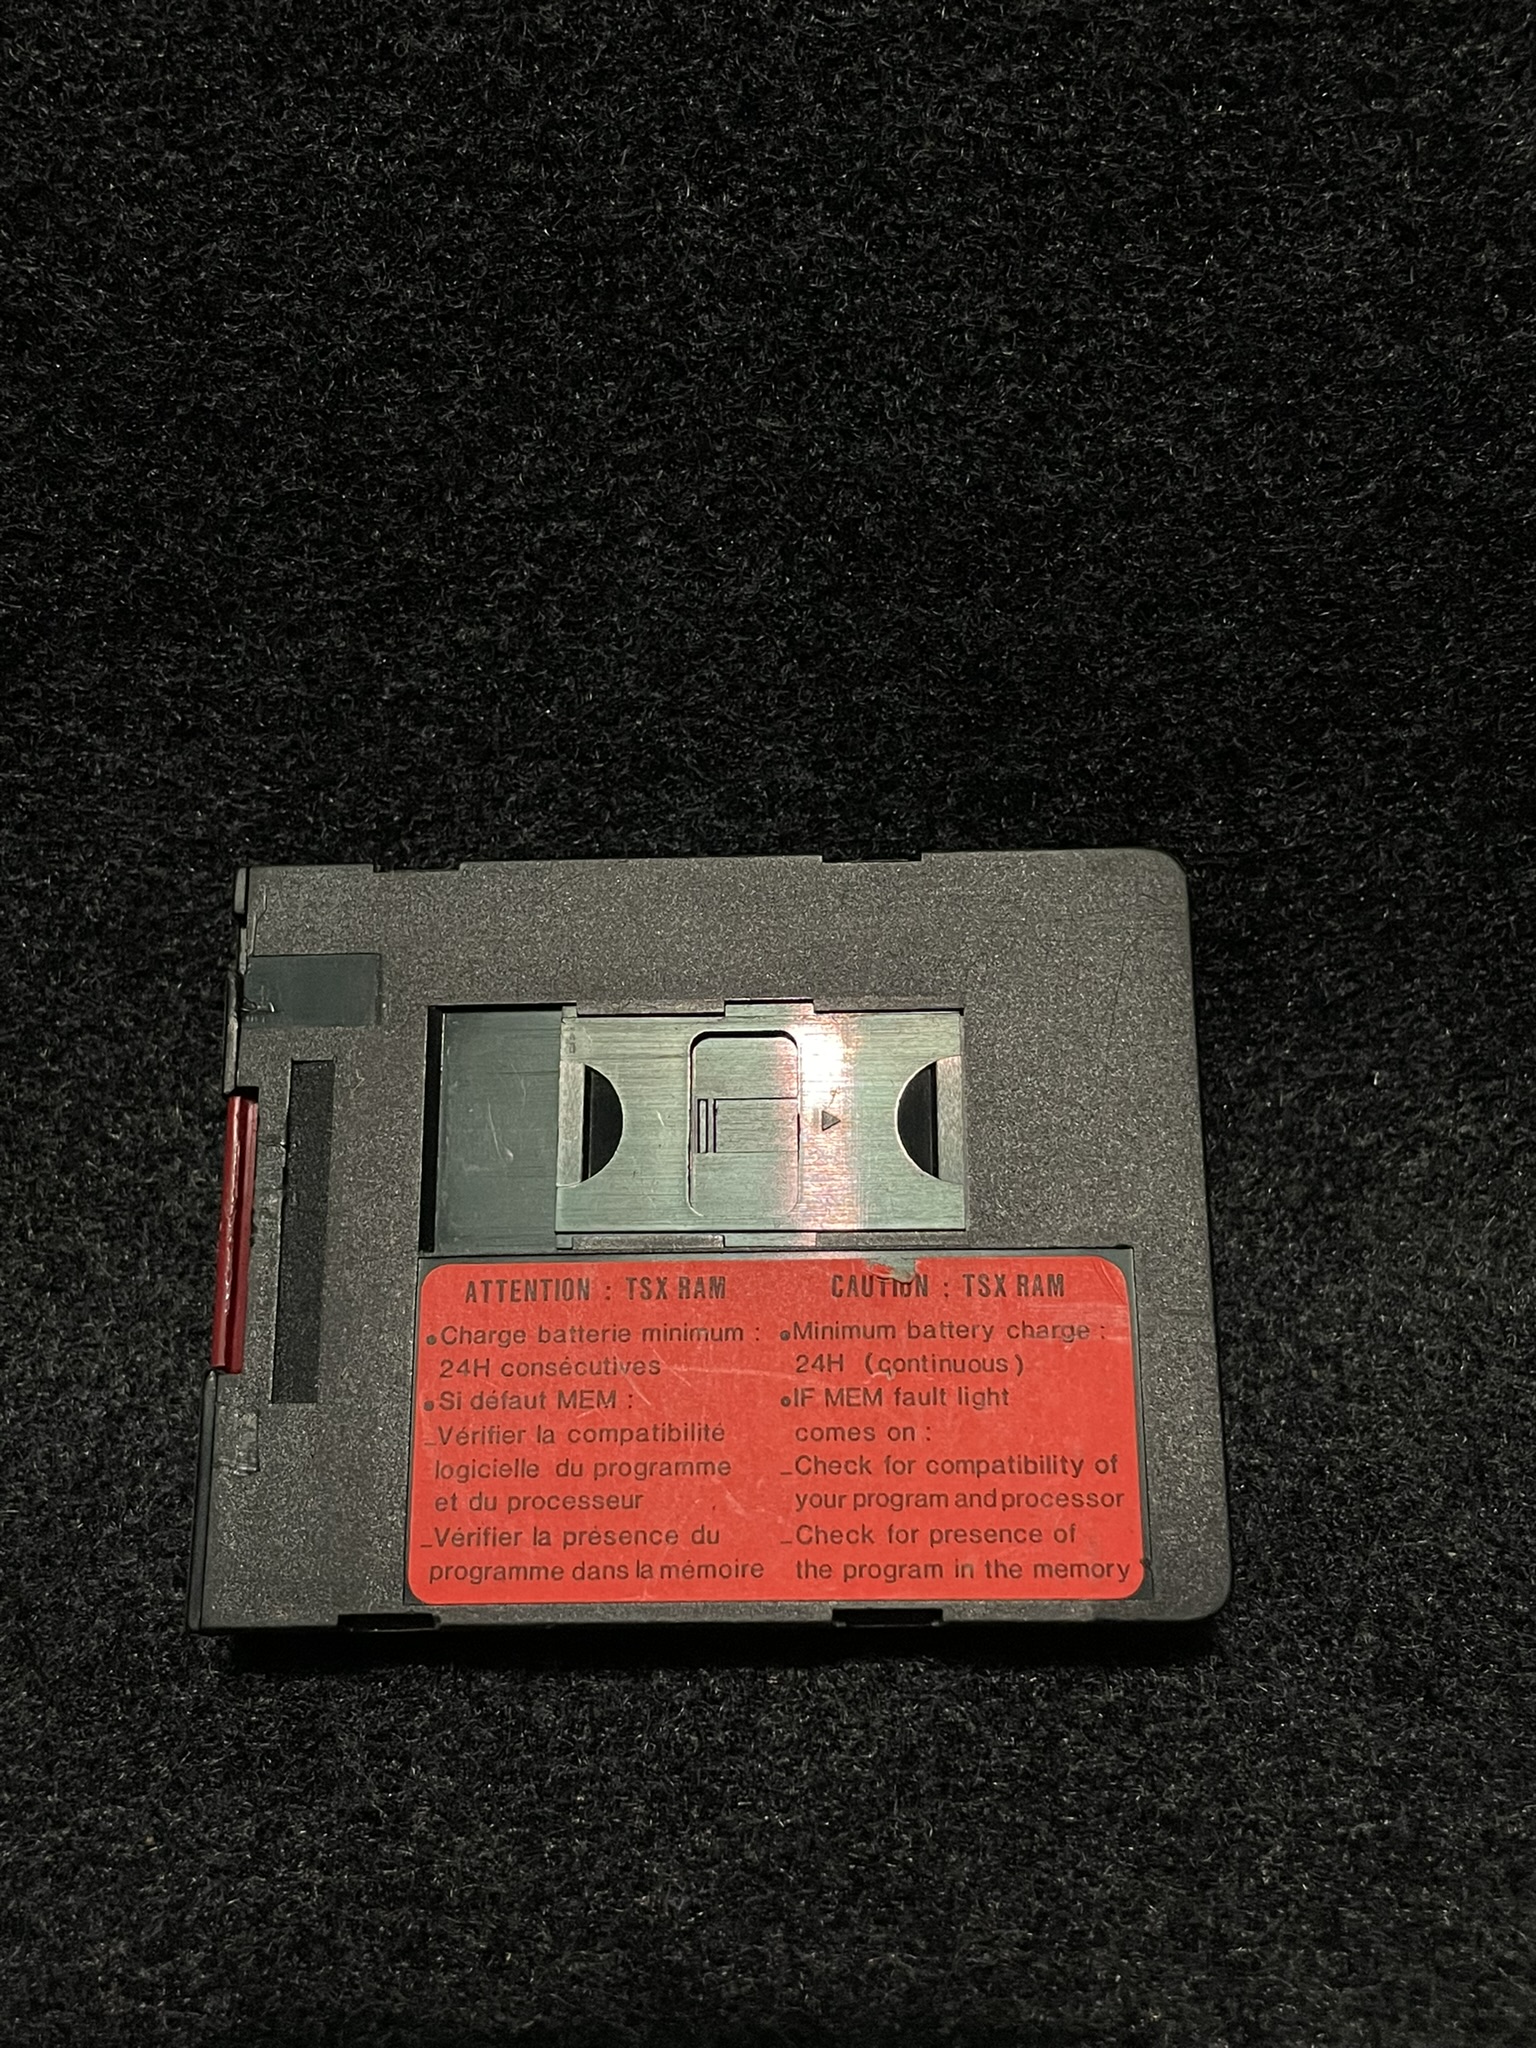 ATTENTION : TSX RAM
• Charge batterie minimum :
24H consécutives
• Si défaut MEM :
_Vérifier la compatibilité
logicielle du programme
et du processeur
_Vérifier la présence du
programme dans la mémoire
CAUTION : TSX RAM
• Minimum battery charge :
24H (continuous)
• IF MEM fault light
comes on :
_Check for compatibility of
your program and processor
_Check for presence of
the program in the memory